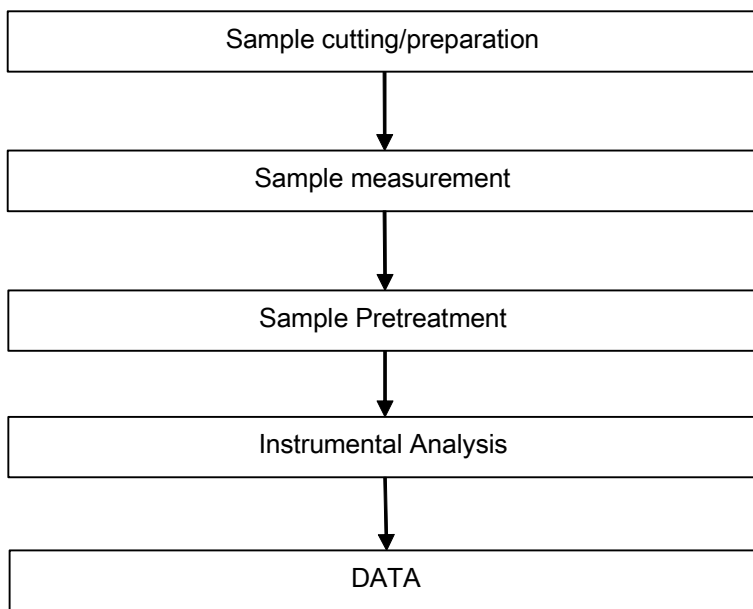 Sample cutting/preparation
Sample measurement
Sample Pretreatment
Instrumental Analysis
DATA